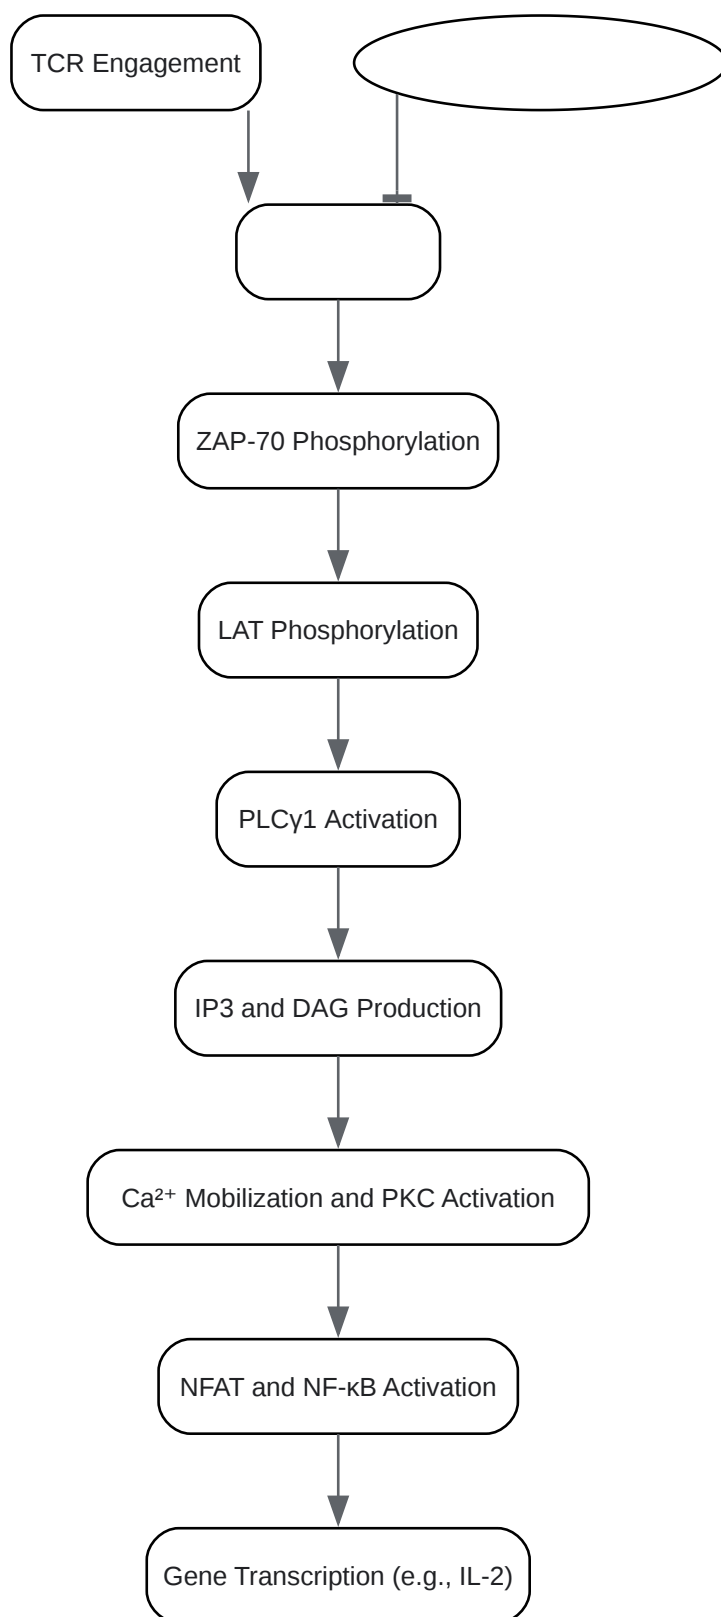 TCR Engagement
ZAP-70 Phosphorylation
LAT Phosphorylation
PLCγ1 Activation
IP3 and DAG Production
Ca²⁺ Mobilization and PKC Activation
NFAT and NF-κB Activation
Gene Transcription (e.g., IL-2)